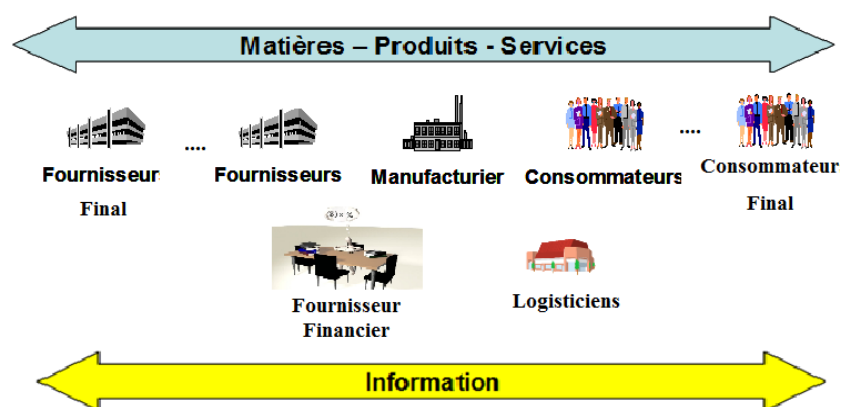 Matières – Produits - Services
....
....
Fournisseur
Fournisseurs
Manufacturier
Consommateurs
Consommateur
Final
Final
Fournisseur
Financier
Logisticiens
Information